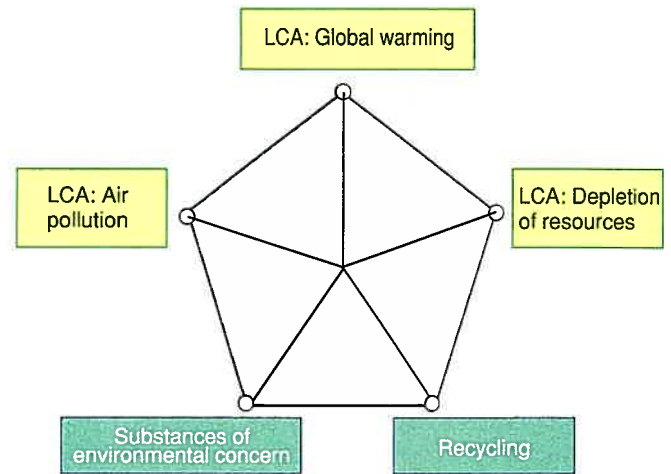 LCA: Global warming
LCA: Air
pollution
LCA: Depletion
of resources
Substances of
environmental concern
Recycling